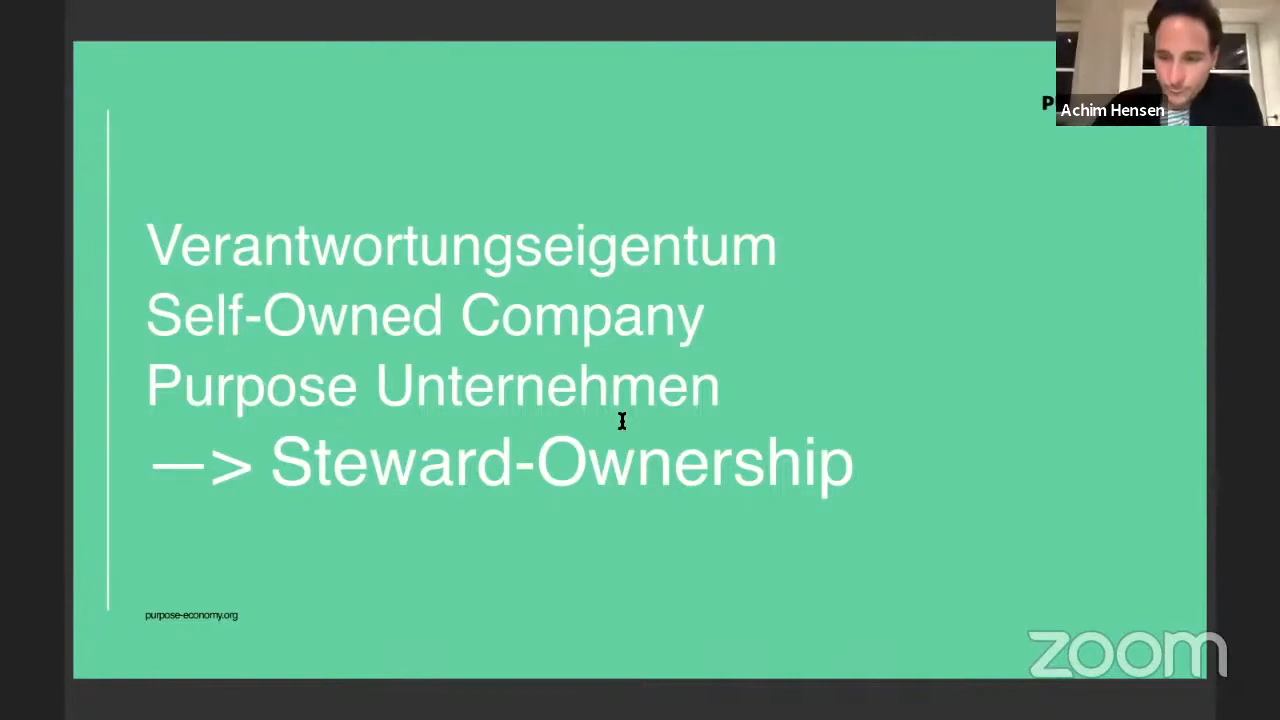 Achim Hensen
Verantwortungseigentum
Self-Owned Company
Purpose Unternehmen
—> Steward-Ownership
purpose-economy.org
zoom